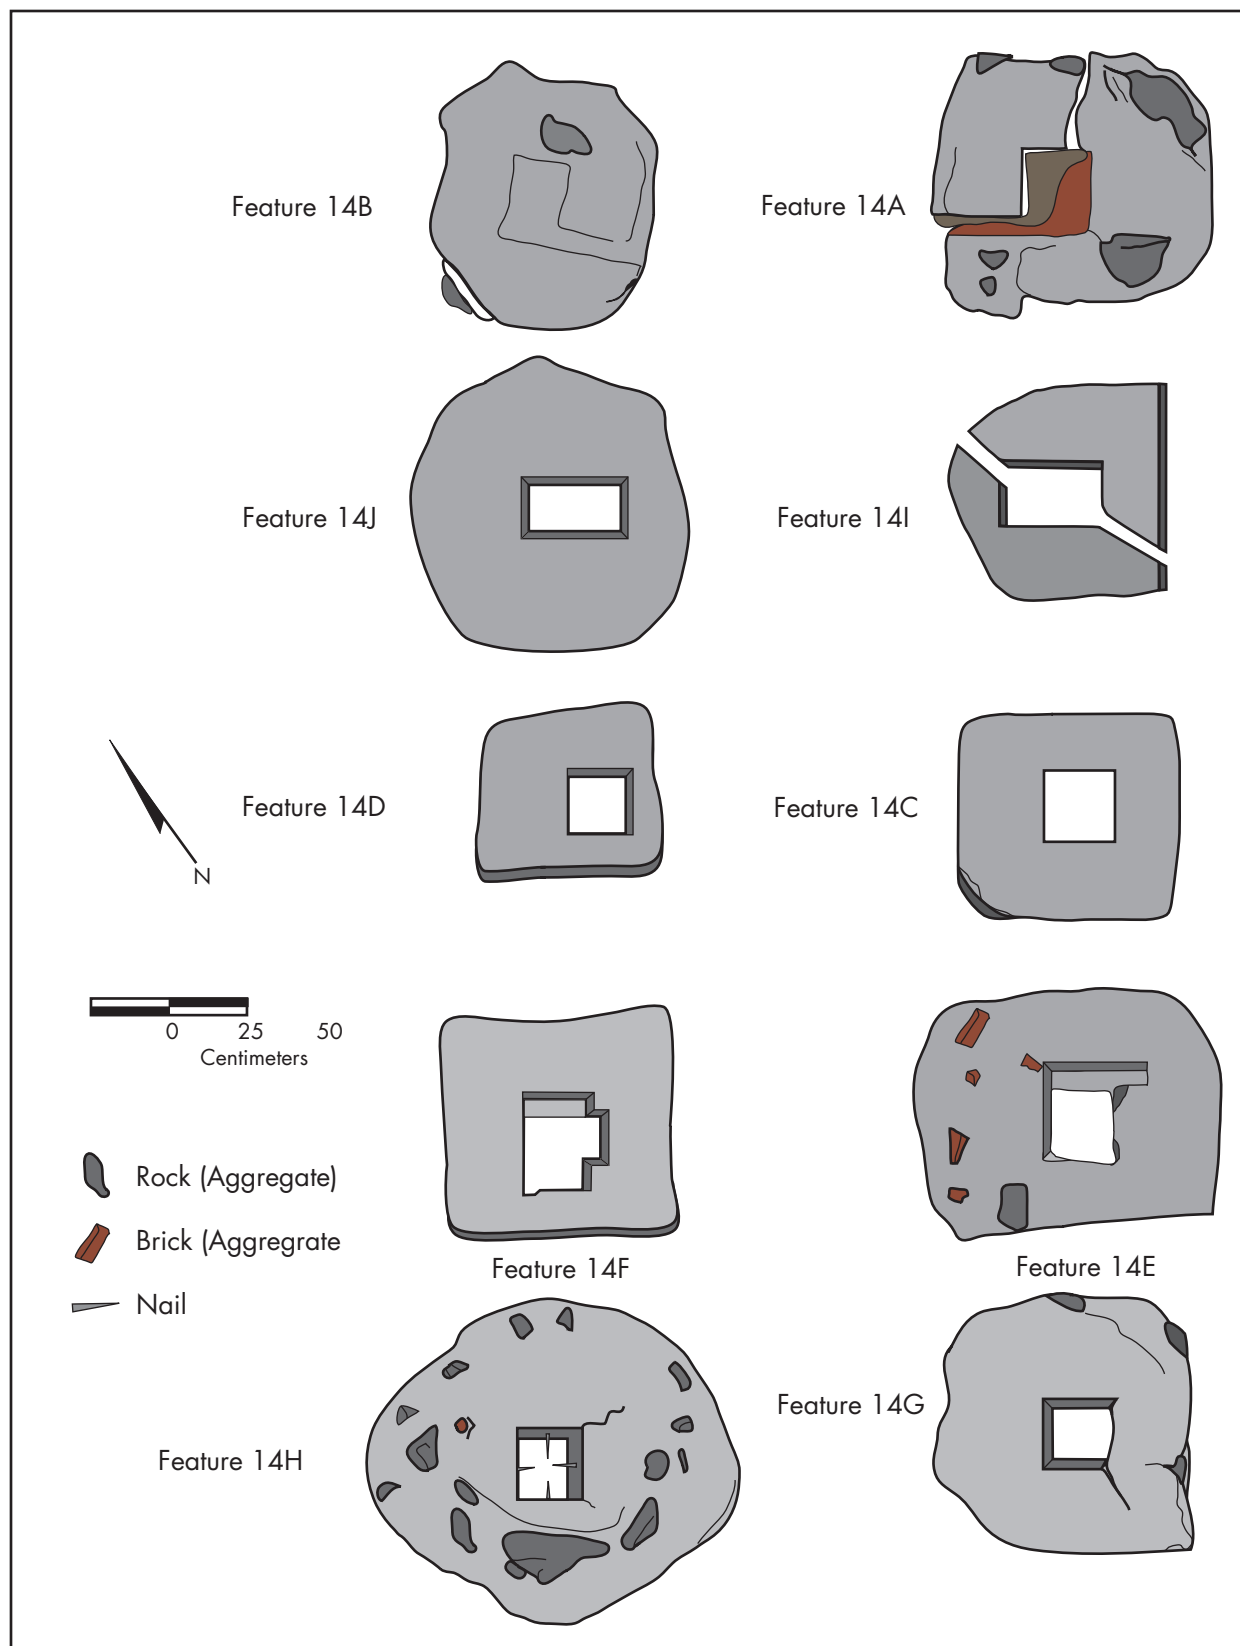 Feature 14B
Feature 14A
Feature 14J
Feature 14I
Feature 14D
Feature 14C
N
0 25 50
Centimeters
Rock (Aggregate)
Brick (Aggregrate
Nail
Feature 14F
Feature 14E
Feature 14H
Feature 14G